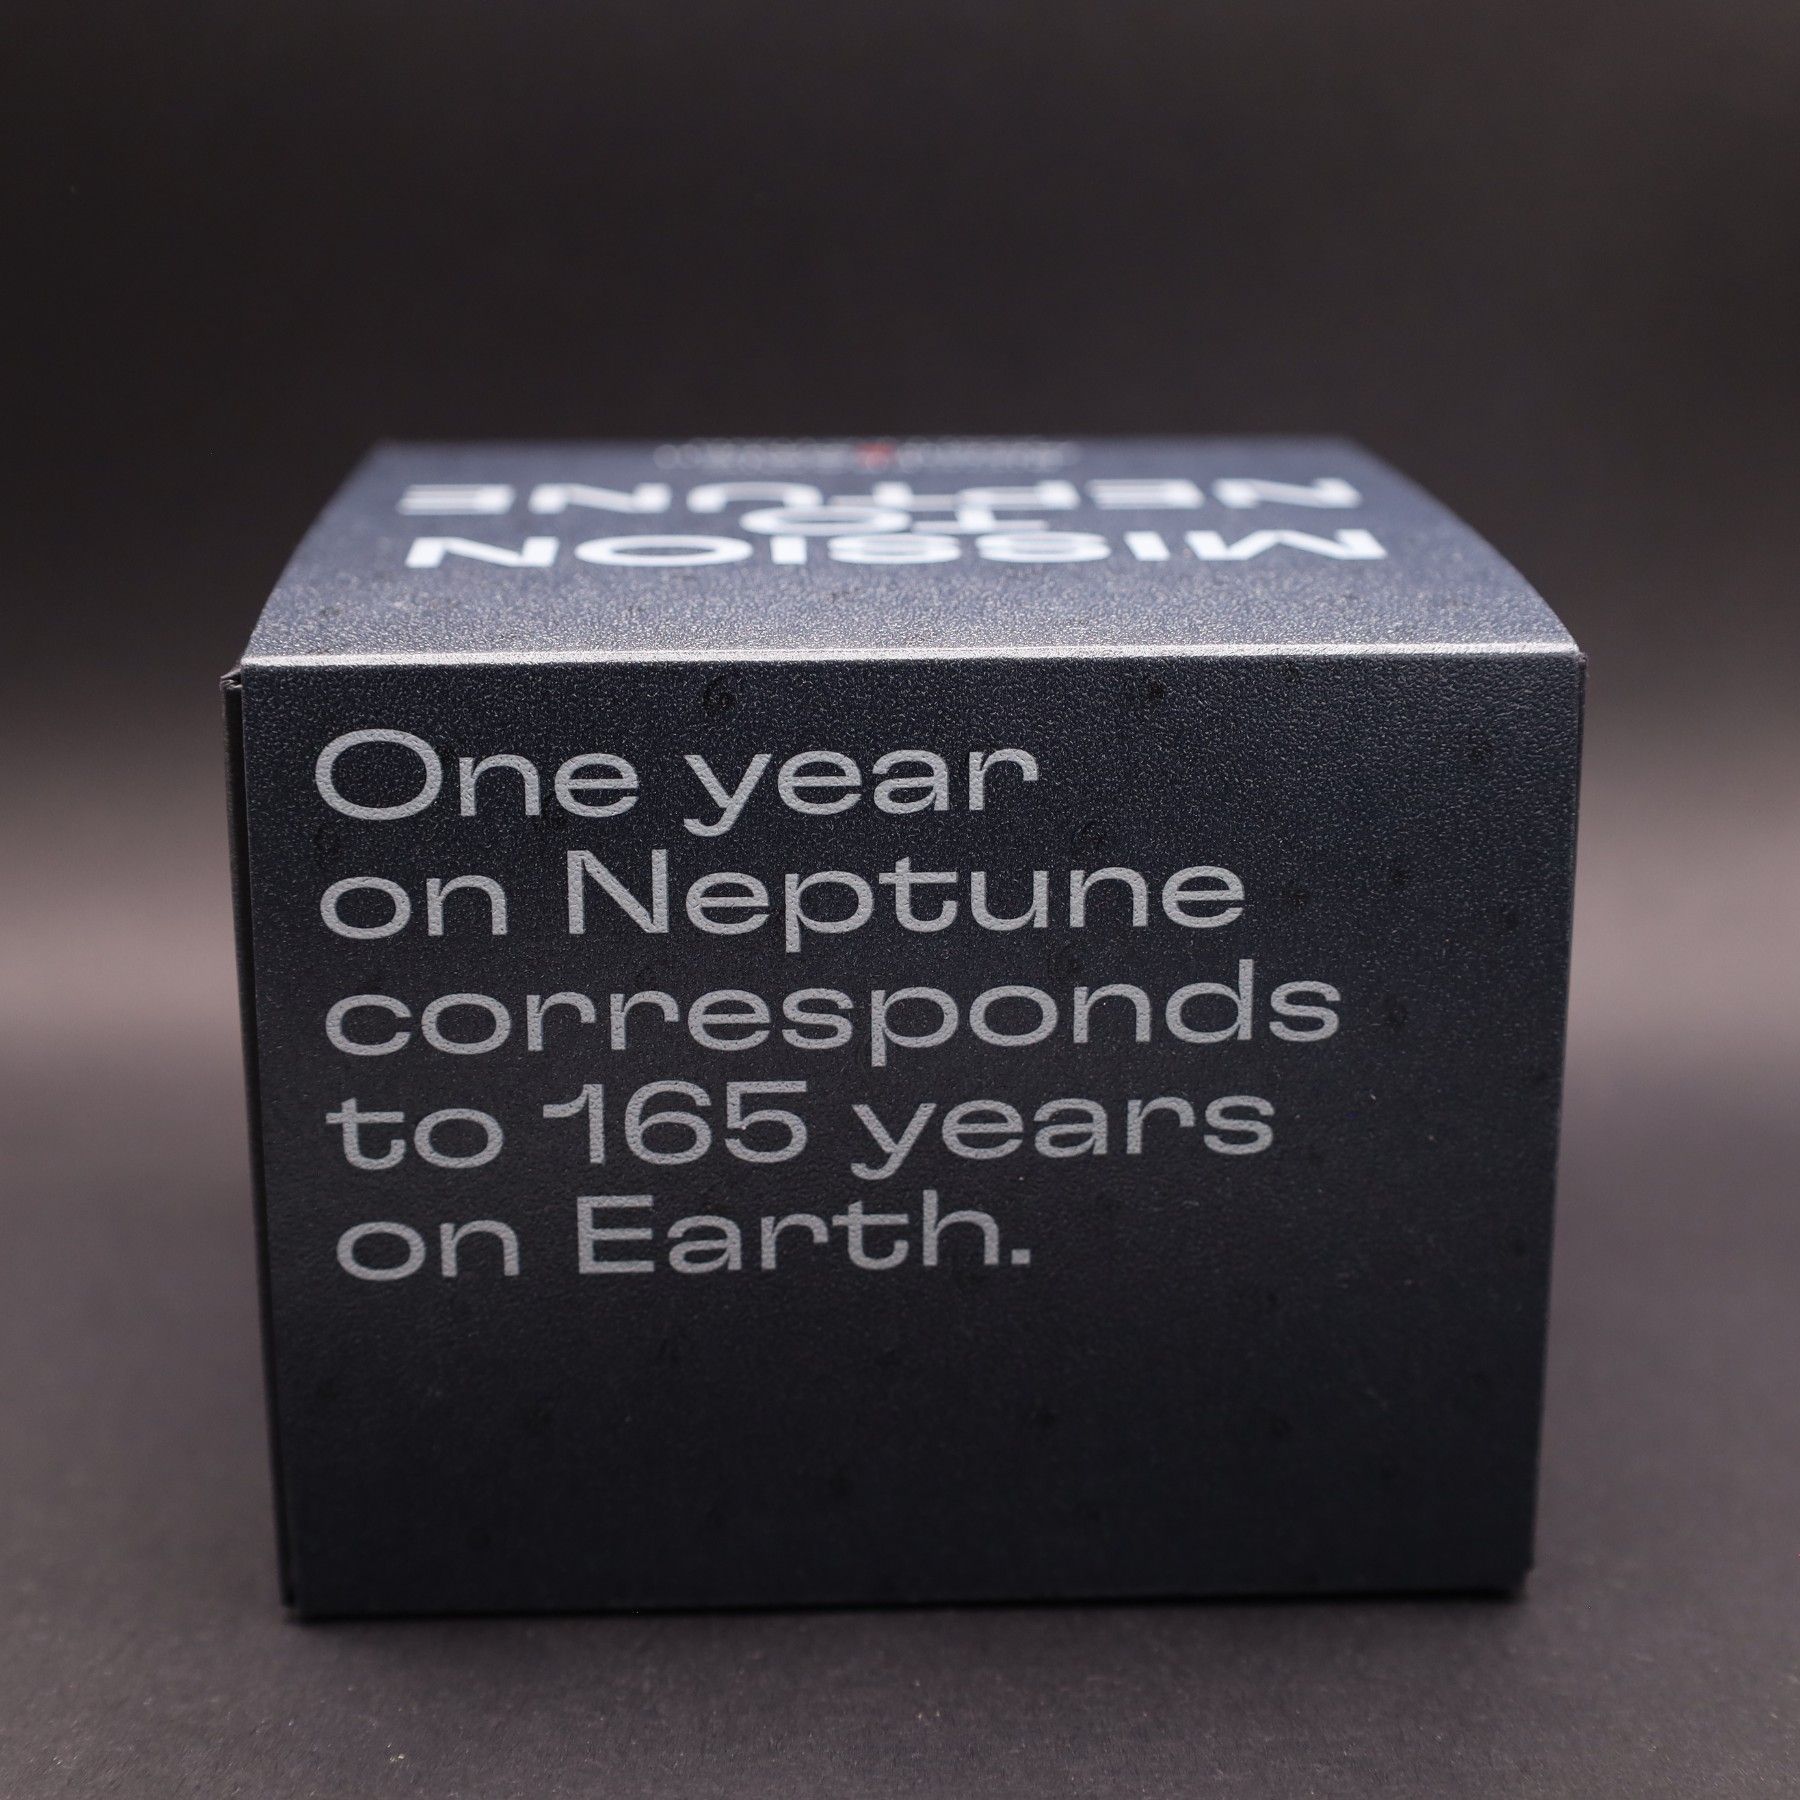 MISSION
TO
NEPTUNE
One year
on Neptune
corresponds
to 165 years
on Earth.